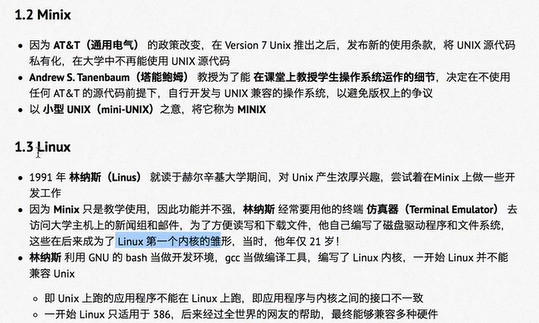 1.2 Minix
• 因为 AT&T（通用电气） 的政策改变，在 Version 7 Unix 推出之后，发布新的使用条款，将 UNIX 源代码
私有化，在大学中不再能使用 UNIX 源代码
• Andrew S. Tanenbaum（塔能鲍姆） 教授为了能 在课堂上教授学生操作系统运作的细节，决定在不使用
任何 AT&T 的源代码前提下，自行开发与 UNIX 兼容的操作系统，以避免版权上的争议
• 以 小型 UNIX（mini-UNIX）之意，将它称为 MINIX
1.3 Linux
• 1991 年 林纳斯（Linus） 就读于赫尔辛基大学期间，对 Unix 产生浓厚兴趣，尝试着在Minix 上做一些开
发工作
• 因为 Minix 只是教学使用，因此功能并不强，林纳斯 经常要用他的终端 仿真器（Terminal Emulator） 去
访问大学主机上的新闻组和邮件，为了方便读写和下载文件，他自己编写了磁盘驱动程序和文件系统，
这些在后来成为了 Linux 第一个内核的雏形，当时，他年仅 21 岁！
• 林纳斯 利用 GNU 的 bash 当做开发环境，gcc 当做编译工具，编写了 Linux 内核，一开始 Linux 并不能
兼容 Unix
○ 即 Unix 上跑的应用程序不能在 Linux 上跑，即应用程序与内核之间的接口不一致
○ 一开始 Linux 只适用于 386，后来经过全世界的网友的帮助，最终能够兼容多种硬件